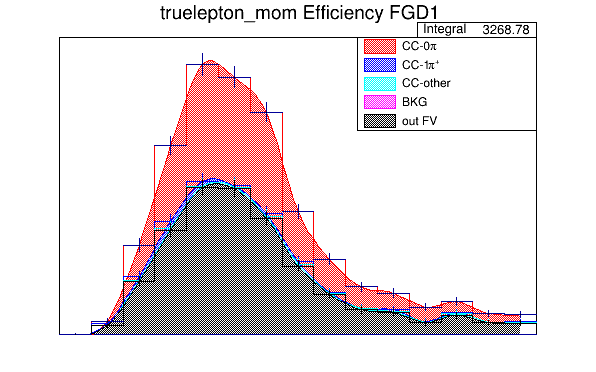 truelepton_mom Efficiency FGD1
Integral 3268.78
CC-0π
CC-1π⁺
CC-other
BKG
out FV